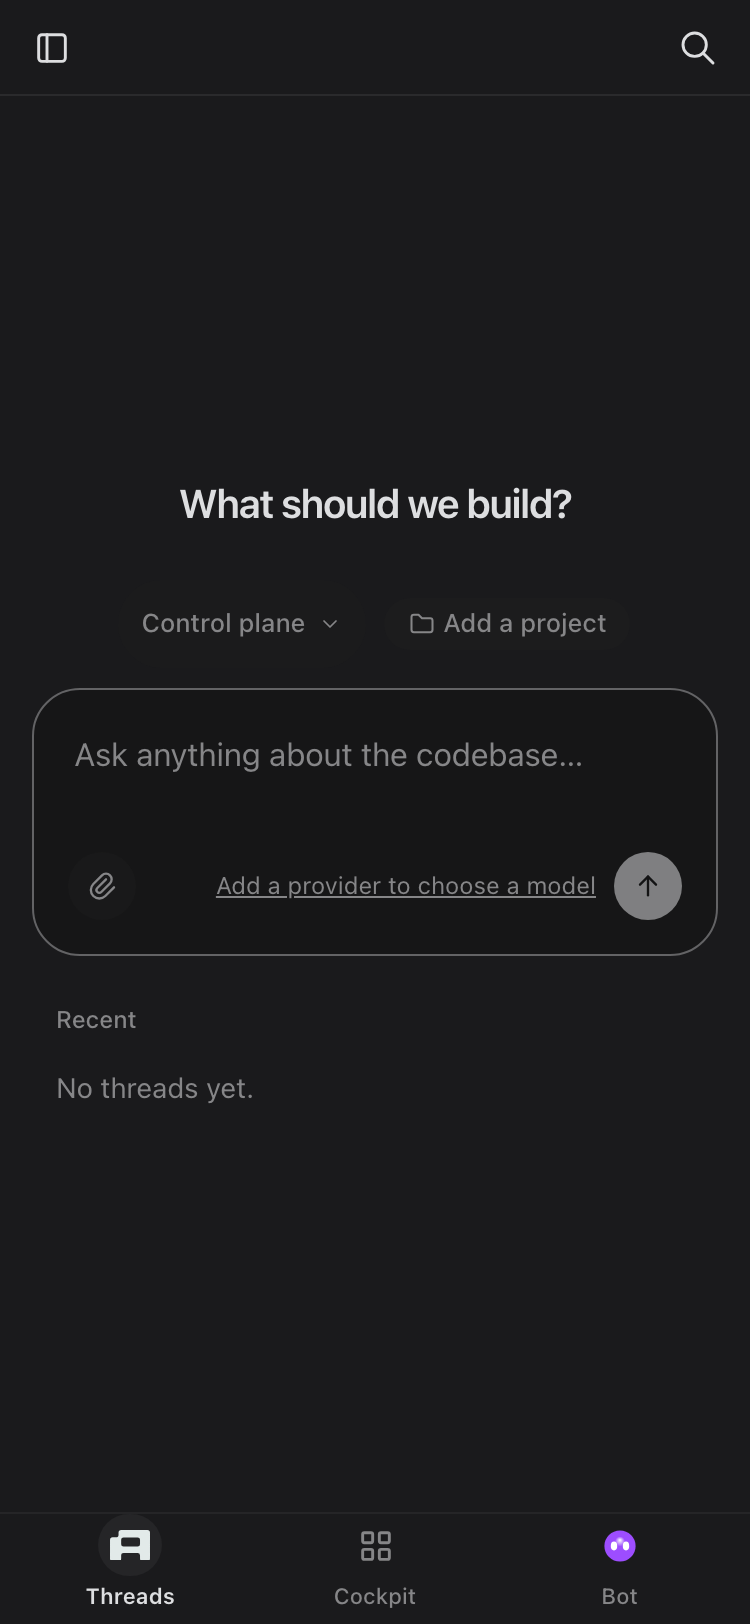 What should we build?
Control plane
Add a project
Ask anything about the codebase...
Add a provider to choose a model
Recent
No threads yet.
Threads
Cockpit
Bot